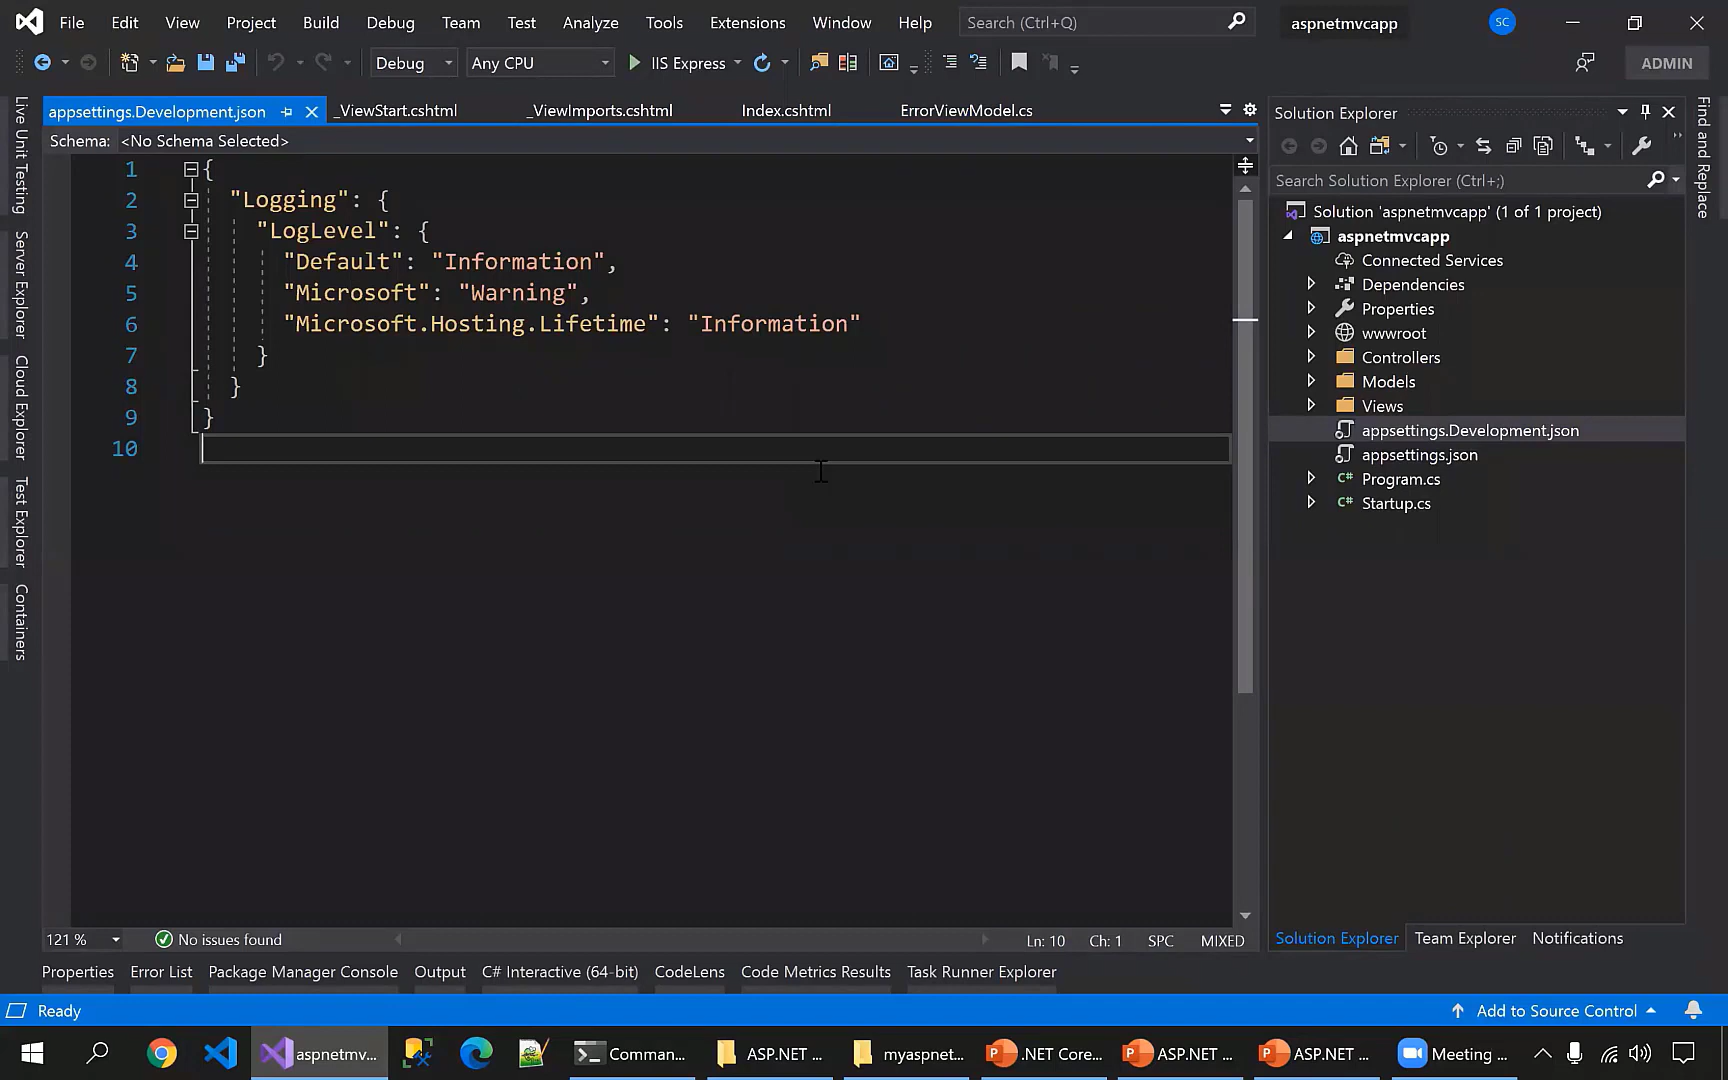 File Edit View Project Build Debug Team Test Analyze Tools Extensions Window Help Search (Ctrl+Q) aspnetmvcapp SC
Debug Any CPU IIS Express ADMIN
appsettings.Development.json _ViewStart.cshtml _ViewImports.cshtml Index.cshtml ErrorViewModel.cs
Schema: <No Schema Selected>
1 {
2 "Logging": {
3 "LogLevel": {
4 "Default": "Information",
5 "Microsoft": "Warning",
6 "Microsoft.Hosting.Lifetime": "Information"
7 }
8 }
9 }
10
Live Unit Testing
Server Explorer
Cloud Explorer
Test Explorer
Containers
Solution Explorer
Search Solution Explorer (Ctrl+;)
Solution 'aspnetmvcapp' (1 of 1 project)
aspnetmvcapp
Connected Services
Dependencies
Properties
wwwroot
Controllers
Models
Views
appsettings.Development.json
appsettings.json
C# Program.cs
C# Startup.cs
Find and Replace
121 % No issues found Ln: 10 Ch: 1 SPC MIXED
Solution Explorer Team Explorer Notifications
Properties Error List Package Manager Console Output C# Interactive (64-bit) CodeLens Code Metrics Results Task Runner Explorer
Ready Add to Source Control
aspnetmv... Comman... ASP.NET ... myaspnet... .NET Core... ASP.NET ... ASP.NET ... Meeting ...